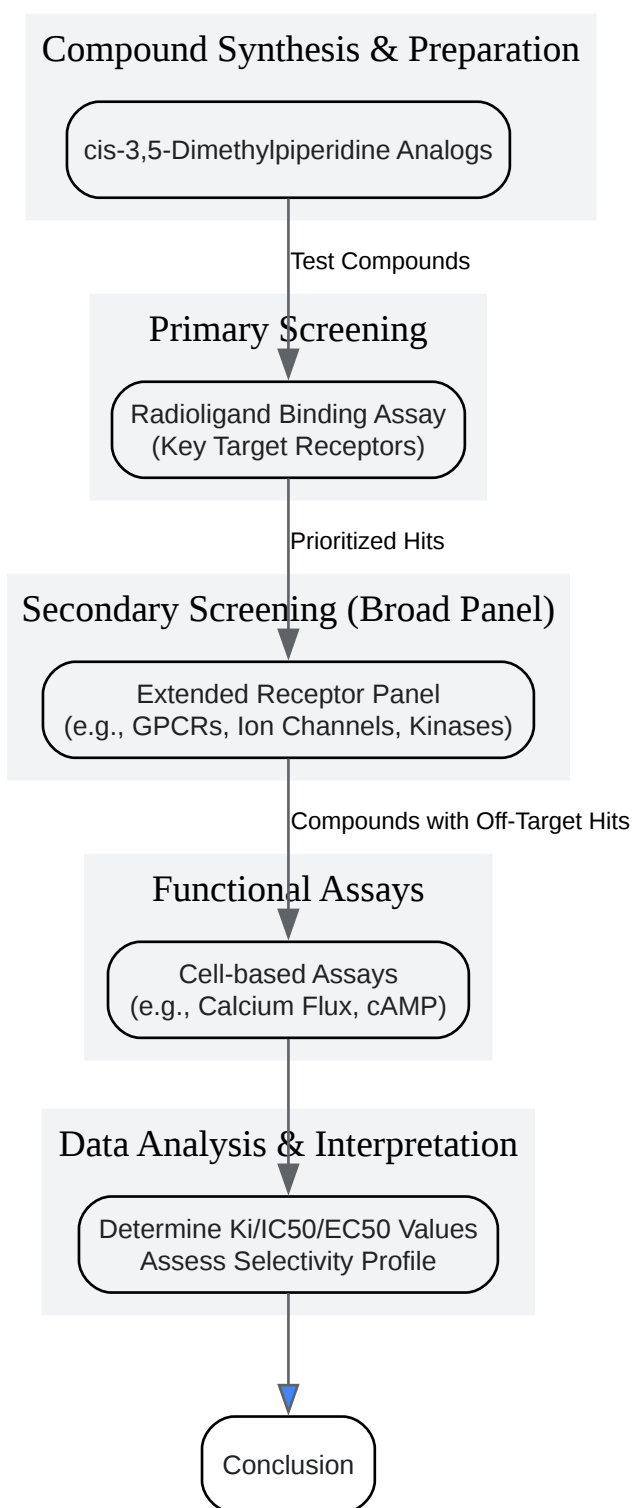 Compound Synthesis & Preparation
cis-3,5-Dimethylpiperidine Analogs
Test Compounds
Primary Screening
Radioligand Binding Assay
(Key Target Receptors)
Prioritized Hits
Secondary Screening (Broad Panel)
Extended Receptor Panel
(e.g., GPCRs, Ion Channels, Kinases)
Compounds with Off-Target Hits
Functional Assays
Cell-based Assays
(e.g., Calcium Flux, cAMP)
Data Analysis & Interpretation
Determine Ki/IC50/EC50 Values
Assess Selectivity Profile
Conclusion